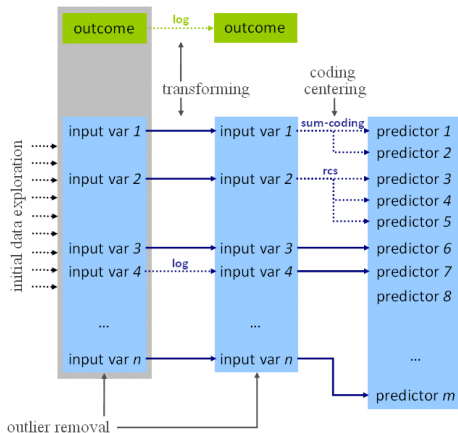 outcome
log
outcome
transforming
coding
centering
initial data exploration
input var 1
input var 2
input var 3
input var 4
...
input var n
log
input var 1
input var 2
input var 3
input var 4
...
input var n
sum-coding
rcs
predictor 1
predictor 2
predictor 3
predictor 4
predictor 5
predictor 6
predictor 7
predictor 8
...
predictor m
outlier removal